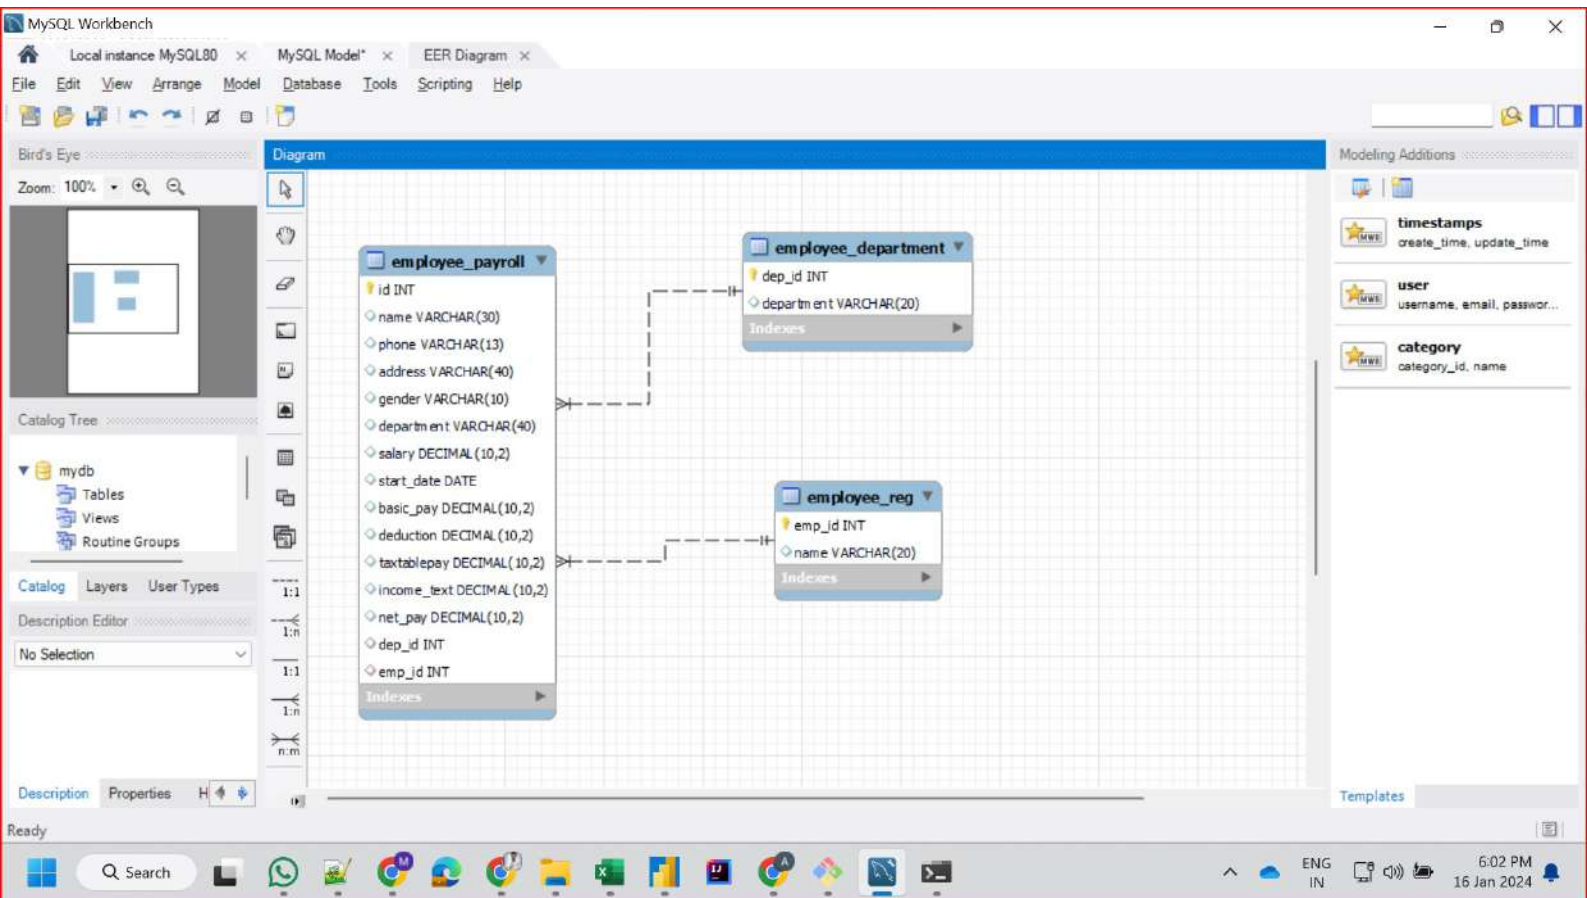 MySQL Workbench
Local instance MySQL80
MySQL Model*
EER Diagram
File Edit View Arrange Model Database Tools Scripting Help
Bird's Eye
Zoom: 100%
Catalog Tree
mydb
Tables
Views
Routine Groups
Catalog Layers User Types
Description Editor
No Selection
Description Properties H
Ready
Diagram
1:1
1:n
1:1
1:n
n:m
employee_payroll
id INT
name VARCHAR(30)
phone VARCHAR(13)
address VARCHAR(40)
gender VARCHAR(10)
department VARCHAR(40)
salary DECIMAL(10,2)
start_date DATE
basic_pay DECIMAL(10,2)
deduction DECIMAL(10,2)
taxtablepay DECIMAL(10,2)
income_text DECIMAL(10,2)
net_pay DECIMAL(10,2)
dep_id INT
emp_id INT
Indexes
employee_department
dep_id INT
department VARCHAR(20)
Indexes
employee_reg
emp_id INT
name VARCHAR(20)
Indexes
Modeling Additions
timestamps
create_time, update_time
user
username, email, passwor...
category
category_id, name
MWB
MWB
MWB
Templates
Search
M
A
ENG
IN
6:02 PM
16 Jan 2024